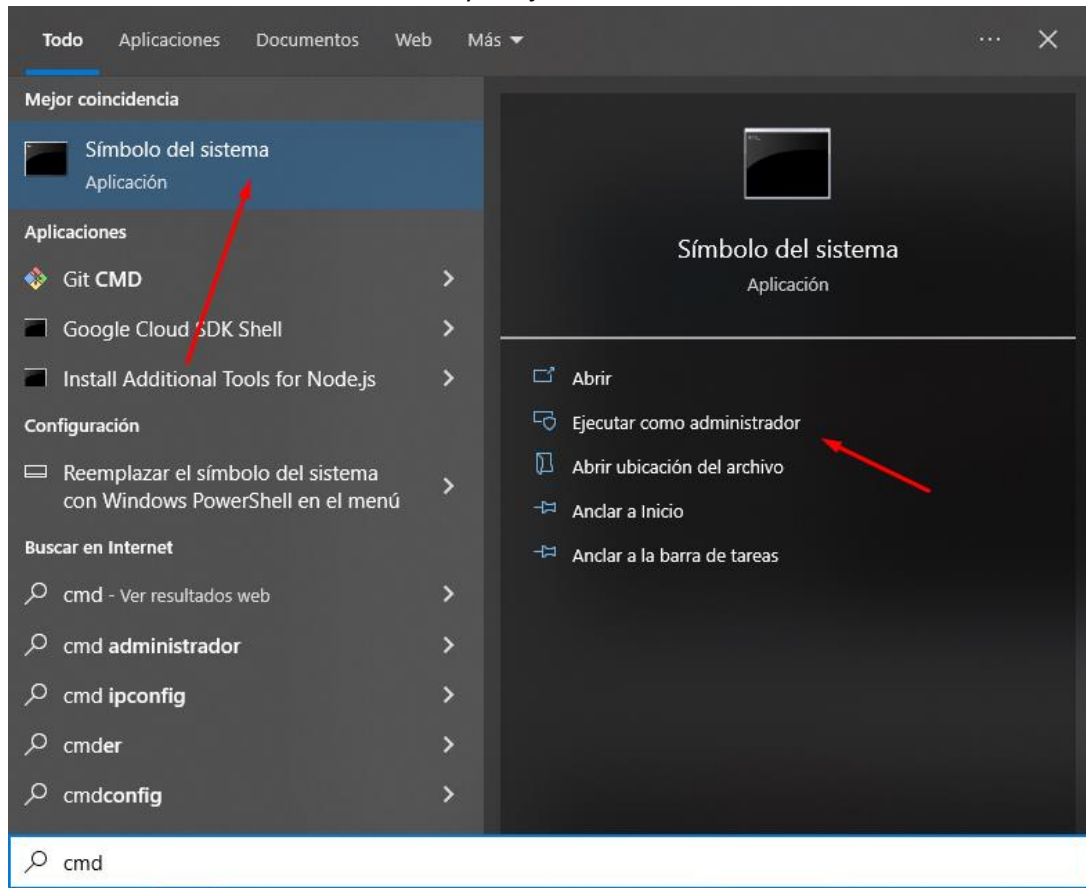 Todo Aplicaciones Documentos Web Más
Mejor coincidencia
Símbolo del sistema
Aplicación
Aplicaciones
Git CMD
Google Cloud SDK Shell
Install Additional Tools for Node.js
Configuración
Reemplazar el símbolo del sistema
con Windows PowerShell en el menú
Buscar en Internet
cmd - Ver resultados web
cmd administrador
cmd ipconfig
cmder
cmdconfig
Símbolo del sistema
Aplicación
Abrir
Ejecutar como administrador
Abrir ubicación del archivo
Anclar a Inicio
Anclar a la barra de tareas
cmd